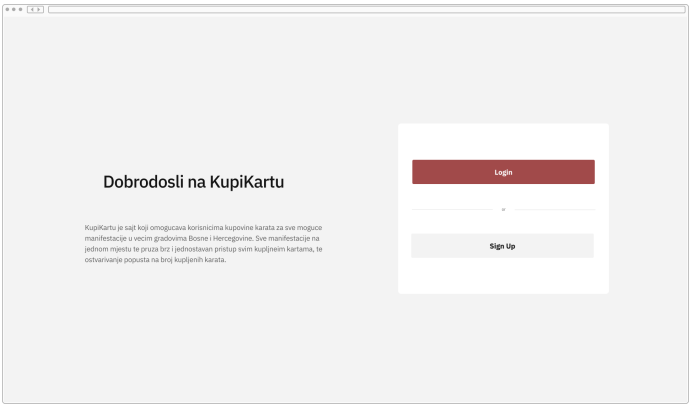 Dobrodosli na KupiKartu
KupiKartu je sajt koji omogucava korisnicima kupovine karata za sve moguce
manifestacije u vecim gradovima Bosne i Hercegovine. Sve manifestacije na
jednom mjestu te pruza brz i jednostavan pristup svim kupljneim kartama, te
ostvarivanje popusta na broj kupljenih karata.
Login
or
Sign Up